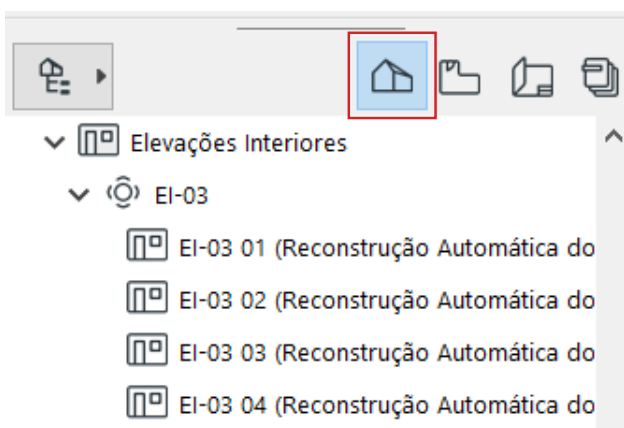 Elevações Interiores
EI-03
EI-03 01 (Reconstrução Automática do
EI-03 02 (Reconstrução Automática do
EI-03 03 (Reconstrução Automática do
EI-03 04 (Reconstrução Automática do